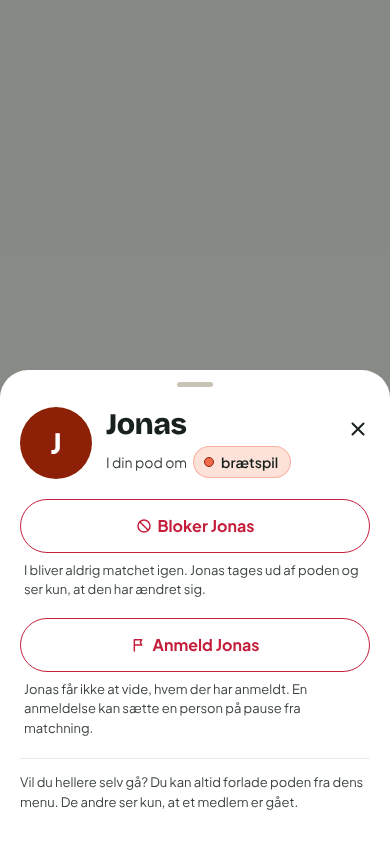 J
Jonas
I din pod om brætspil
Bloker Jonas
I bliver aldrig matchet igen. Jonas tages ud af poden og
ser kun, at den har ændret sig.
Anmeld Jonas
Jonas får ikke at vide, hvem der har anmeldt. En
anmeldelse kan sætte en person på pause fra
matchning.
Vil du hellere selv gå? Du kan altid forlade poden fra dens
menu. De andre ser kun, at et medlem er gået.